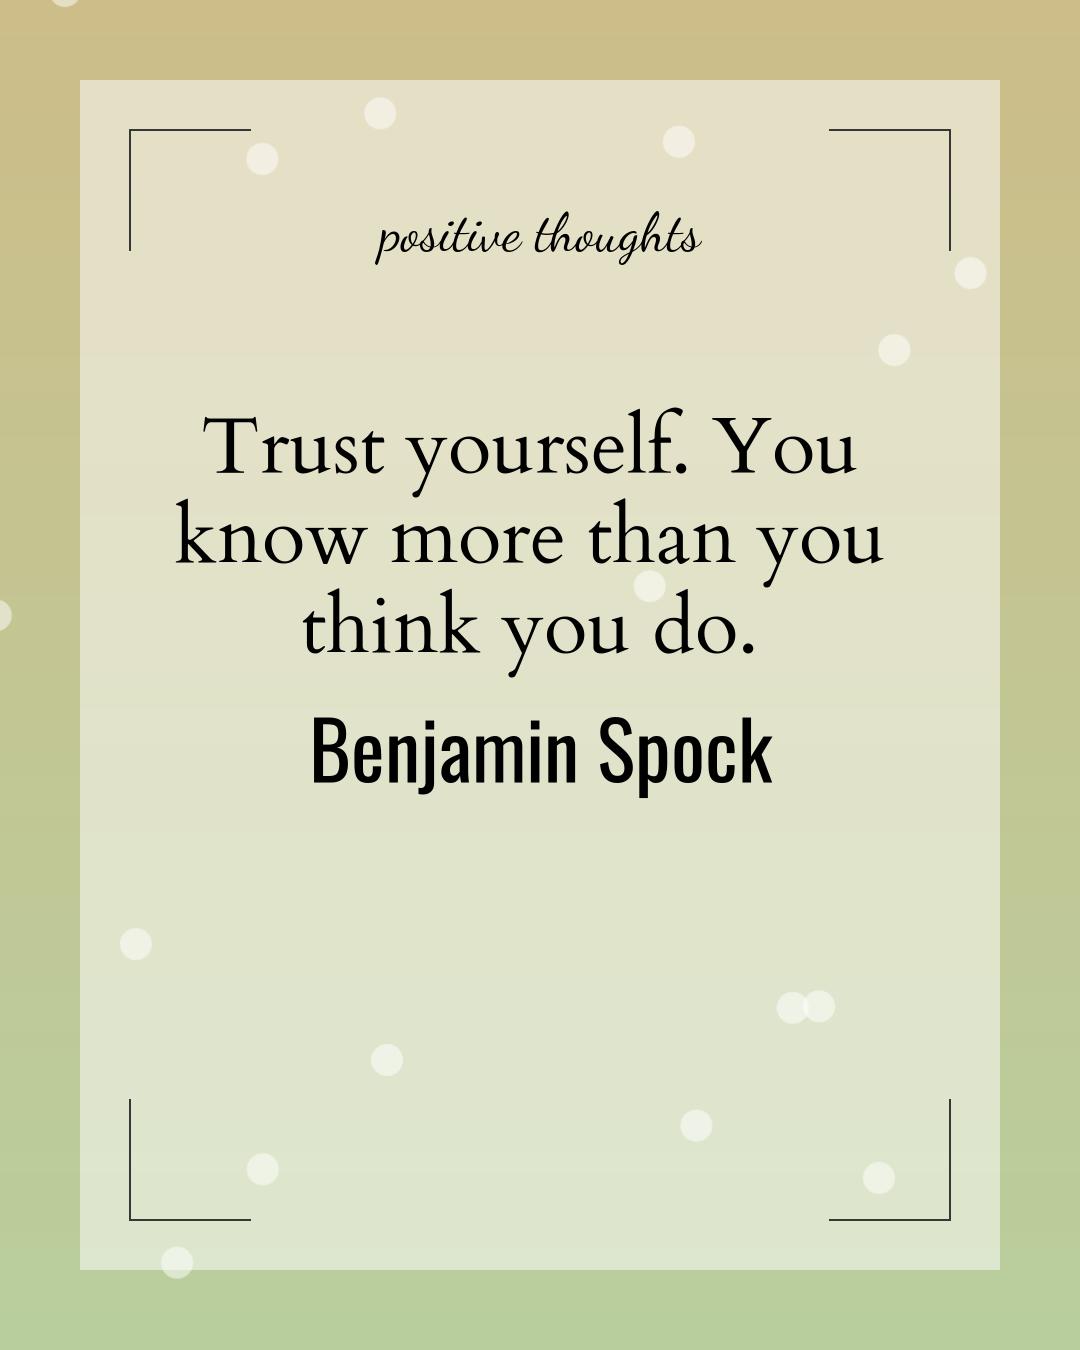 positive thoughts
Trust yourself. You
know more than you
think you do.
Benjamin Spock